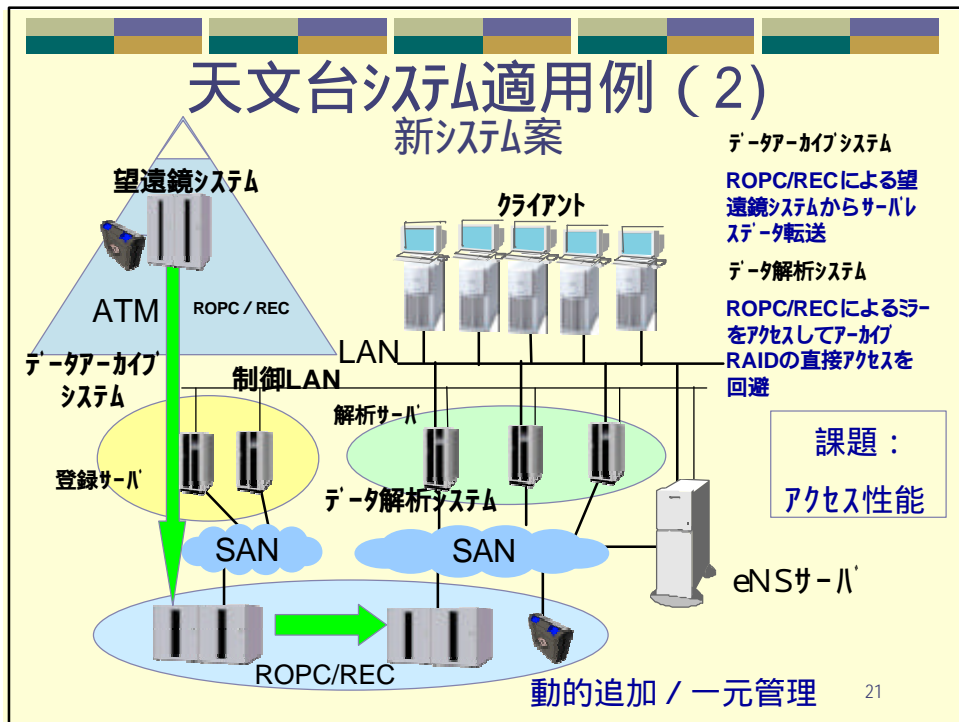 天文台ｼｽﾃﾑ適用例（2)
新ｼｽﾃﾑ案
望遠鏡ｼｽﾃﾑ
ATM
ROPC / REC
ﾃﾞｰﾀｱｰｶｲﾌﾞ
ｼｽﾃﾑ
制御LAN
登録ｻｰﾊﾞ
SAN
ｸﾗｲｱﾝﾄ
LAN
解析ｻｰﾊﾞ
ﾃﾞｰﾀ解析ｼｽﾃﾑ
SAN
eNSｻｰﾊﾞ
ROPC/REC
ﾃﾞｰﾀｱｰｶｲﾌﾞｼｽﾃﾑ
ROPC/RECによる望
遠鏡ｼｽﾃﾑからｻｰﾊﾞﾚ
ｽﾃﾞｰﾀ転送
ﾃﾞｰﾀ解析ｼｽﾃﾑ
ROPC/RECによるﾐﾗｰ
をｱｸｾｽしてｱｰｶｲﾌﾞ
RAIDの直接ｱｸｾｽを
回避
課題：
ｱｸｾｽ性能
動的追加 / 一元管理
21